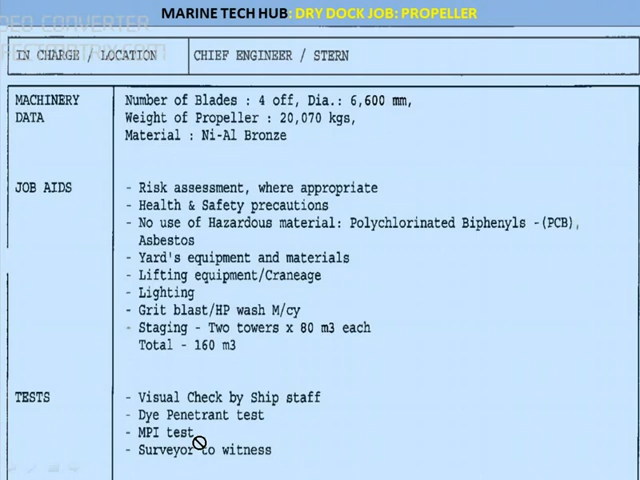 MARINE TECH HUB: DRY DOCK JOB: PROPELLER
DEO CONVERTER
IN CHARGE / LOCATION CHIEF ENGINEER / STERN
MACHINERY Number of Blades : 4 off, Dia.: 6,600 mm,
DATA Weight of Propeller : 20,070 kgs,
Material : Ni-Al Bronze
JOB AIDS - Risk assessment, where appropriate
- Health & Safety precautions
- No use of Hazardous material: Polychlorinated Biphenyls -(PCB),
Asbestos
- Yard's equipment and materials
- Lifting equipment/Craneage
- Lighting
- Grit blast/HP wash M/cy
- Staging - Two towers x 80 m3 each
Total - 160 m3
TESTS - Visual Check by Ship staff
- Dye Penetrant test
- MPI test
- Surveyor to witness